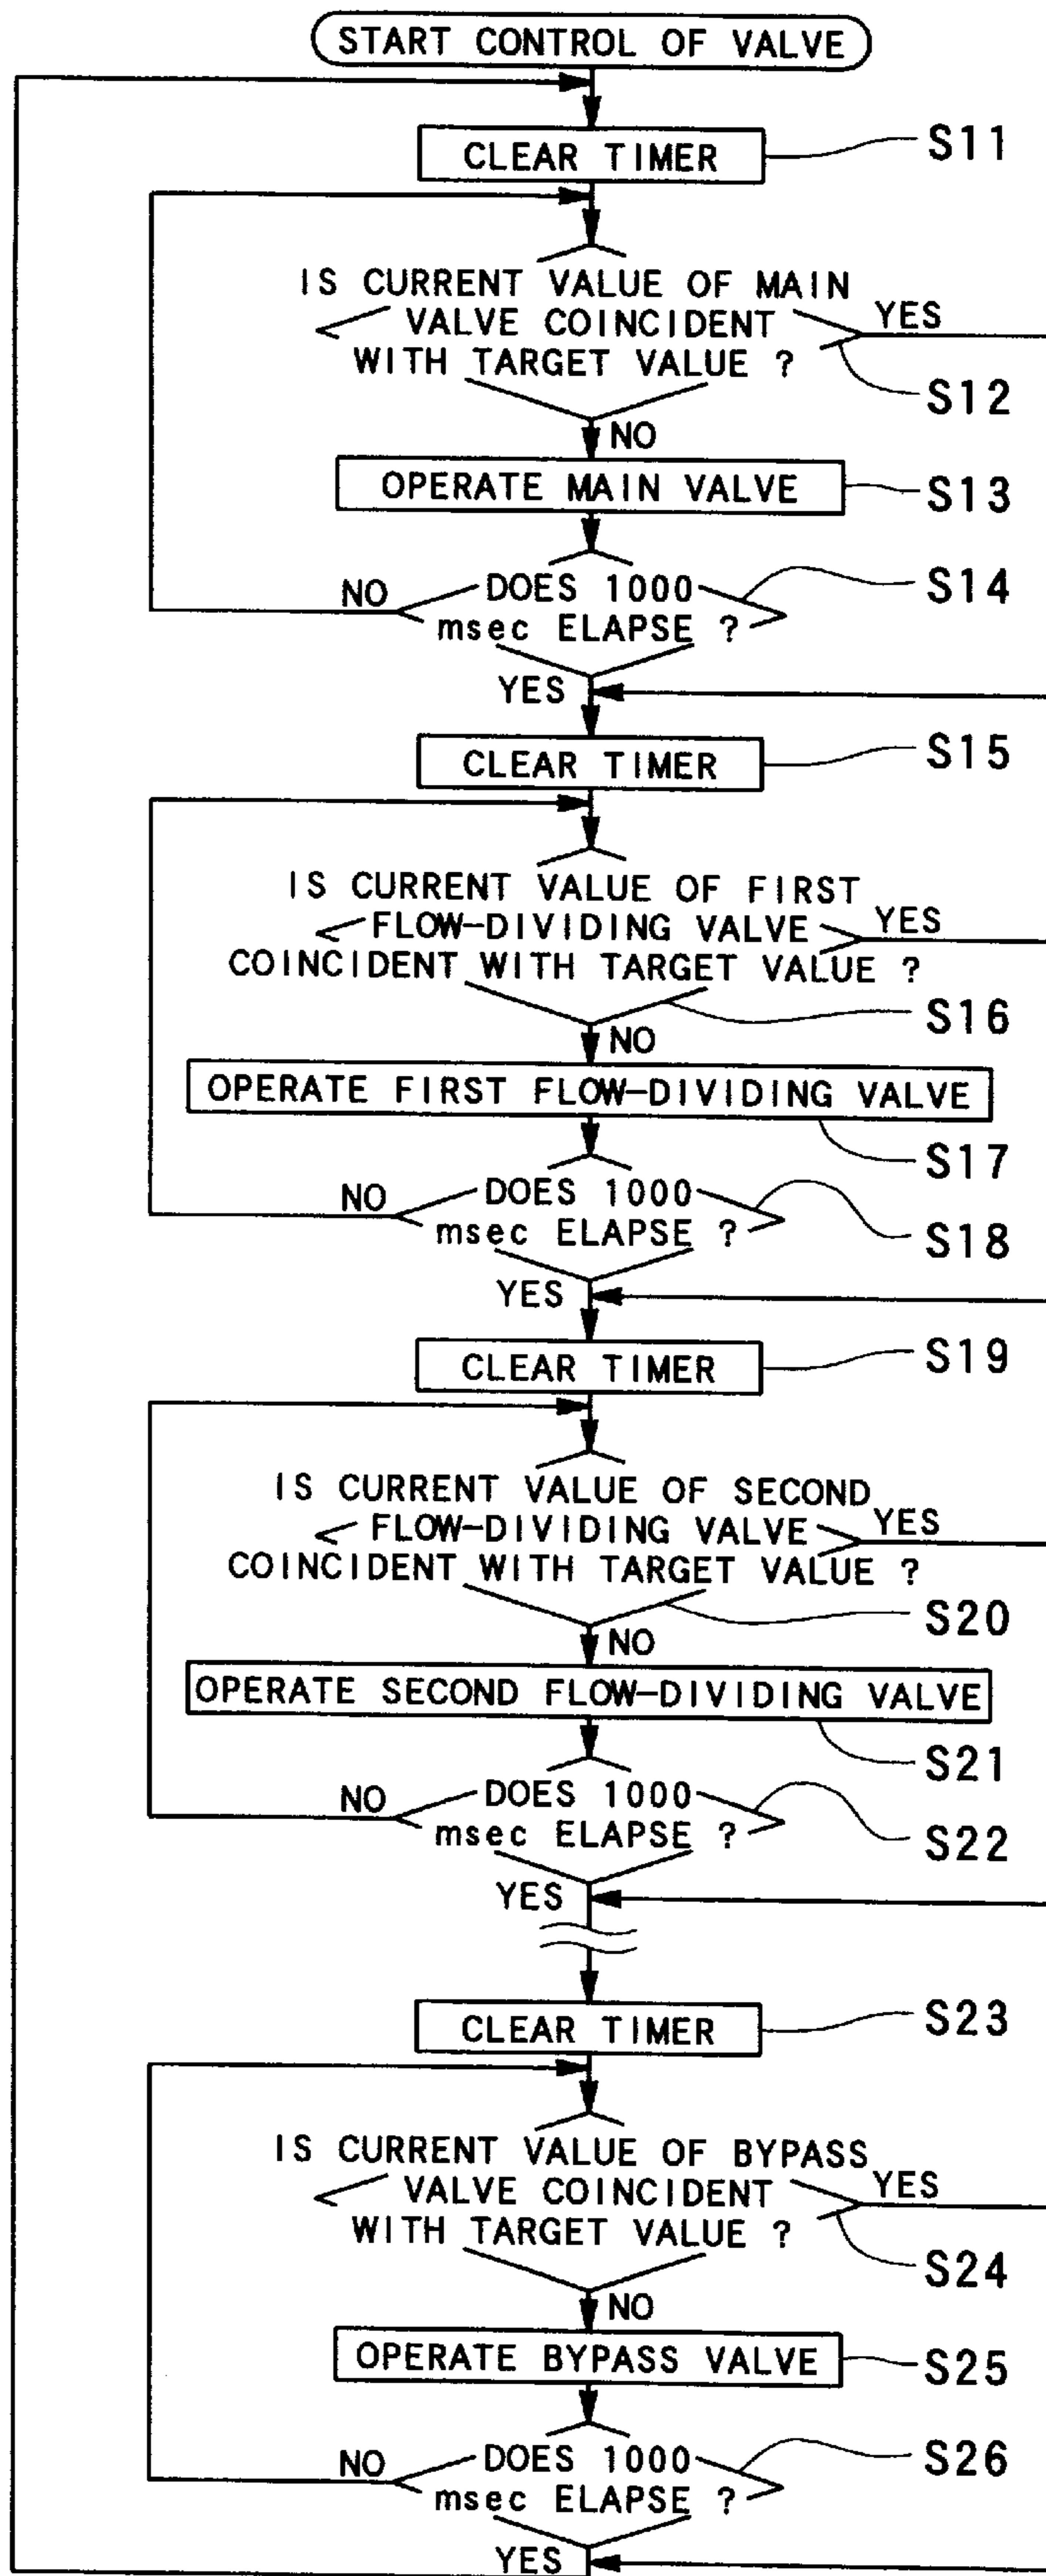 START CONTROL OF VALVE
CLEAR TIMER
S11
IS CURRENT VALUE OF MAIN
VALVE COINCIDENT
WITH TARGET VALUE ?
YES
S12
NO
OPERATE MAIN VALVE
S13
DOES 1000
msec ELAPSE ?
NO
S14
YES
CLEAR TIMER
S15
IS CURRENT VALUE OF FIRST
FLOW-DIVIDING VALVE
COINCIDENT WITH TARGET VALUE ?
YES
S16
NO
OPERATE FIRST FLOW-DIVIDING VALVE
S17
DOES 1000
msec ELAPSE ?
NO
S18
YES
CLEAR TIMER
S19
IS CURRENT VALUE OF SECOND
FLOW-DIVIDING VALVE
COINCIDENT WITH TARGET VALUE ?
YES
S20
NO
OPERATE SECOND FLOW-DIVIDING VALVE
S21
DOES 1000
msec ELAPSE ?
NO
S22
YES
CLEAR TIMER
S23
IS CURRENT VALUE OF BYPASS
VALVE COINCIDENT
WITH TARGET VALUE ?
YES
S24
NO
OPERATE BYPASS VALVE
S25
DOES 1000
msec ELAPSE ?
NO
S26
YES